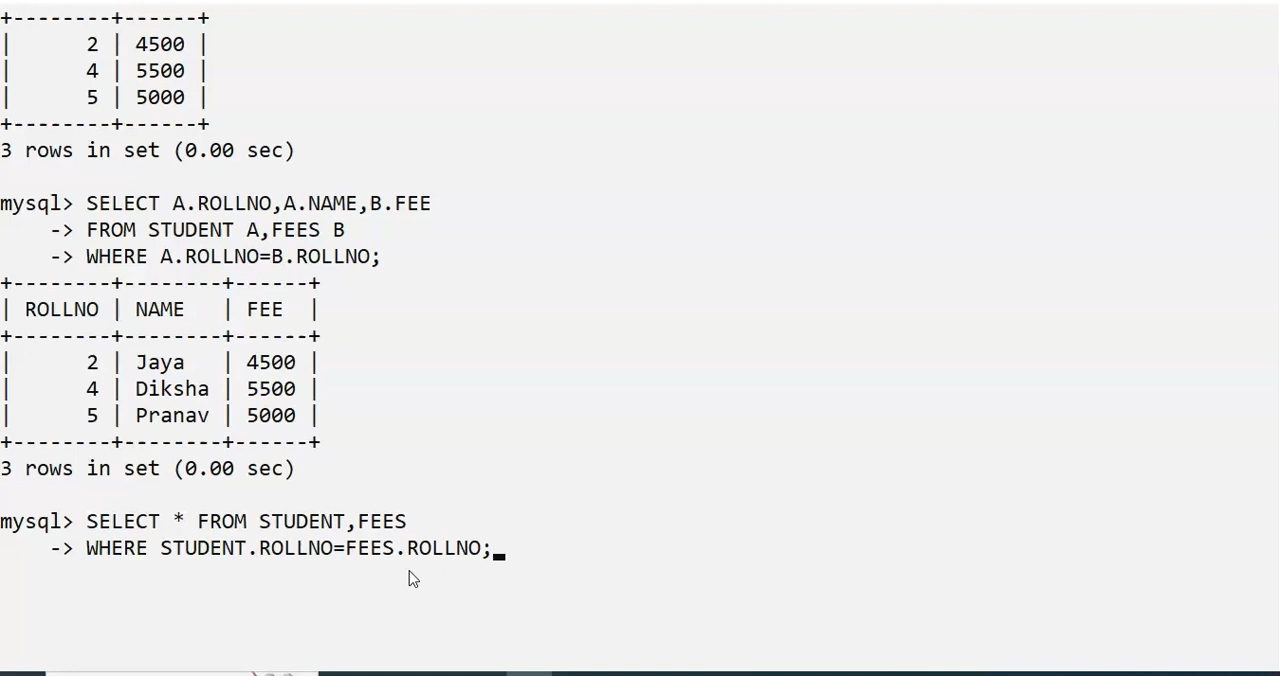 +--------+------+
|      2 | 4500 |
|      4 | 5500 |
|      5 | 5000 |
+--------+------+
3 rows in set (0.00 sec)
mysql> SELECT A.ROLLNO,A.NAME,B.FEE
    -> FROM STUDENT A,FEES B
    -> WHERE A.ROLLNO=B.ROLLNO;
+--------+--------+------+
| ROLLNO | NAME   | FEE  |
+--------+--------+------+
|      2 | Jaya   | 4500 |
|      4 | Diksha | 5500 |
|      5 | Pranav | 5000 |
+--------+--------+------+
3 rows in set (0.00 sec)
mysql> SELECT * FROM STUDENT,FEES
    -> WHERE STUDENT.ROLLNO=FEES.ROLLNO;